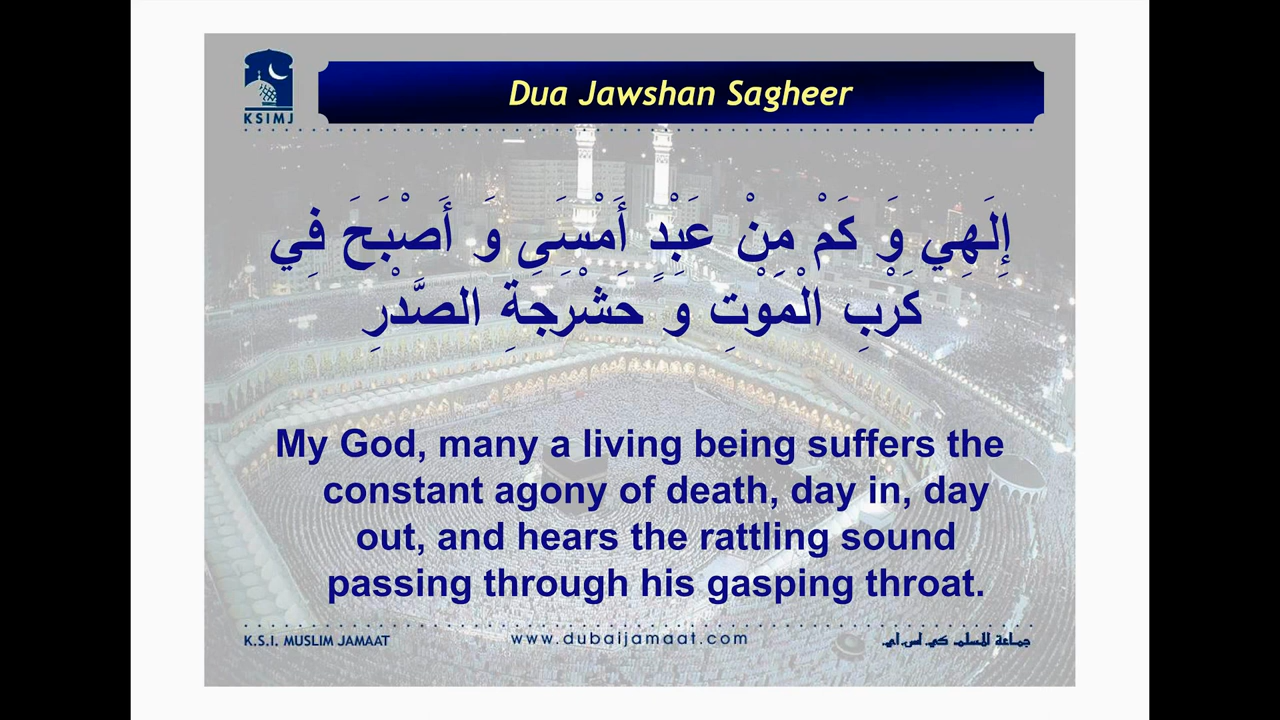 KSIMJ
Dua Jawshan Sagheer
إِلَهِي وَ كَمْ مِنْ عَبْدٍ أَمْسَى وَ أَصْبَحَ فِي
كَرْبِ الْمَوْتِ وَ حَشْرَجَةِ الصَّدْرِ
My God, many a living being suffers the
constant agony of death, day in, day
out, and hears the rattling sound
passing through his gasping throat.
K.S.I. MUSLIM JAMAAT
www.dubaijamaat.com